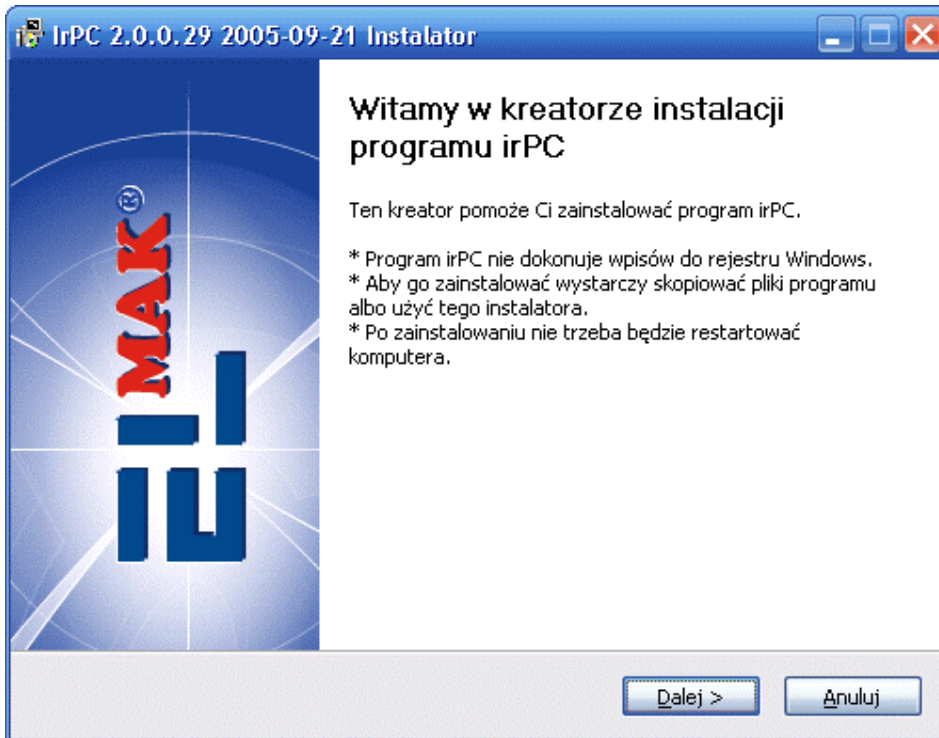 IrPC 2.0.0.29 2005-09-21 Instalator
Witamy w kreatorze instalacji
programu irPC
Ten kreator pomoże Ci zainstalować program irPC.
* Program irPC nie dokonuje wpisów do rejestru Windows.
* Aby go zainstalować wystarczy skopiować pliki programu
albo użyć tego instalatora.
* Po zainstalowaniu nie trzeba będzie restartować
komputera.
ELMAK®
Dalej >
Anuluj